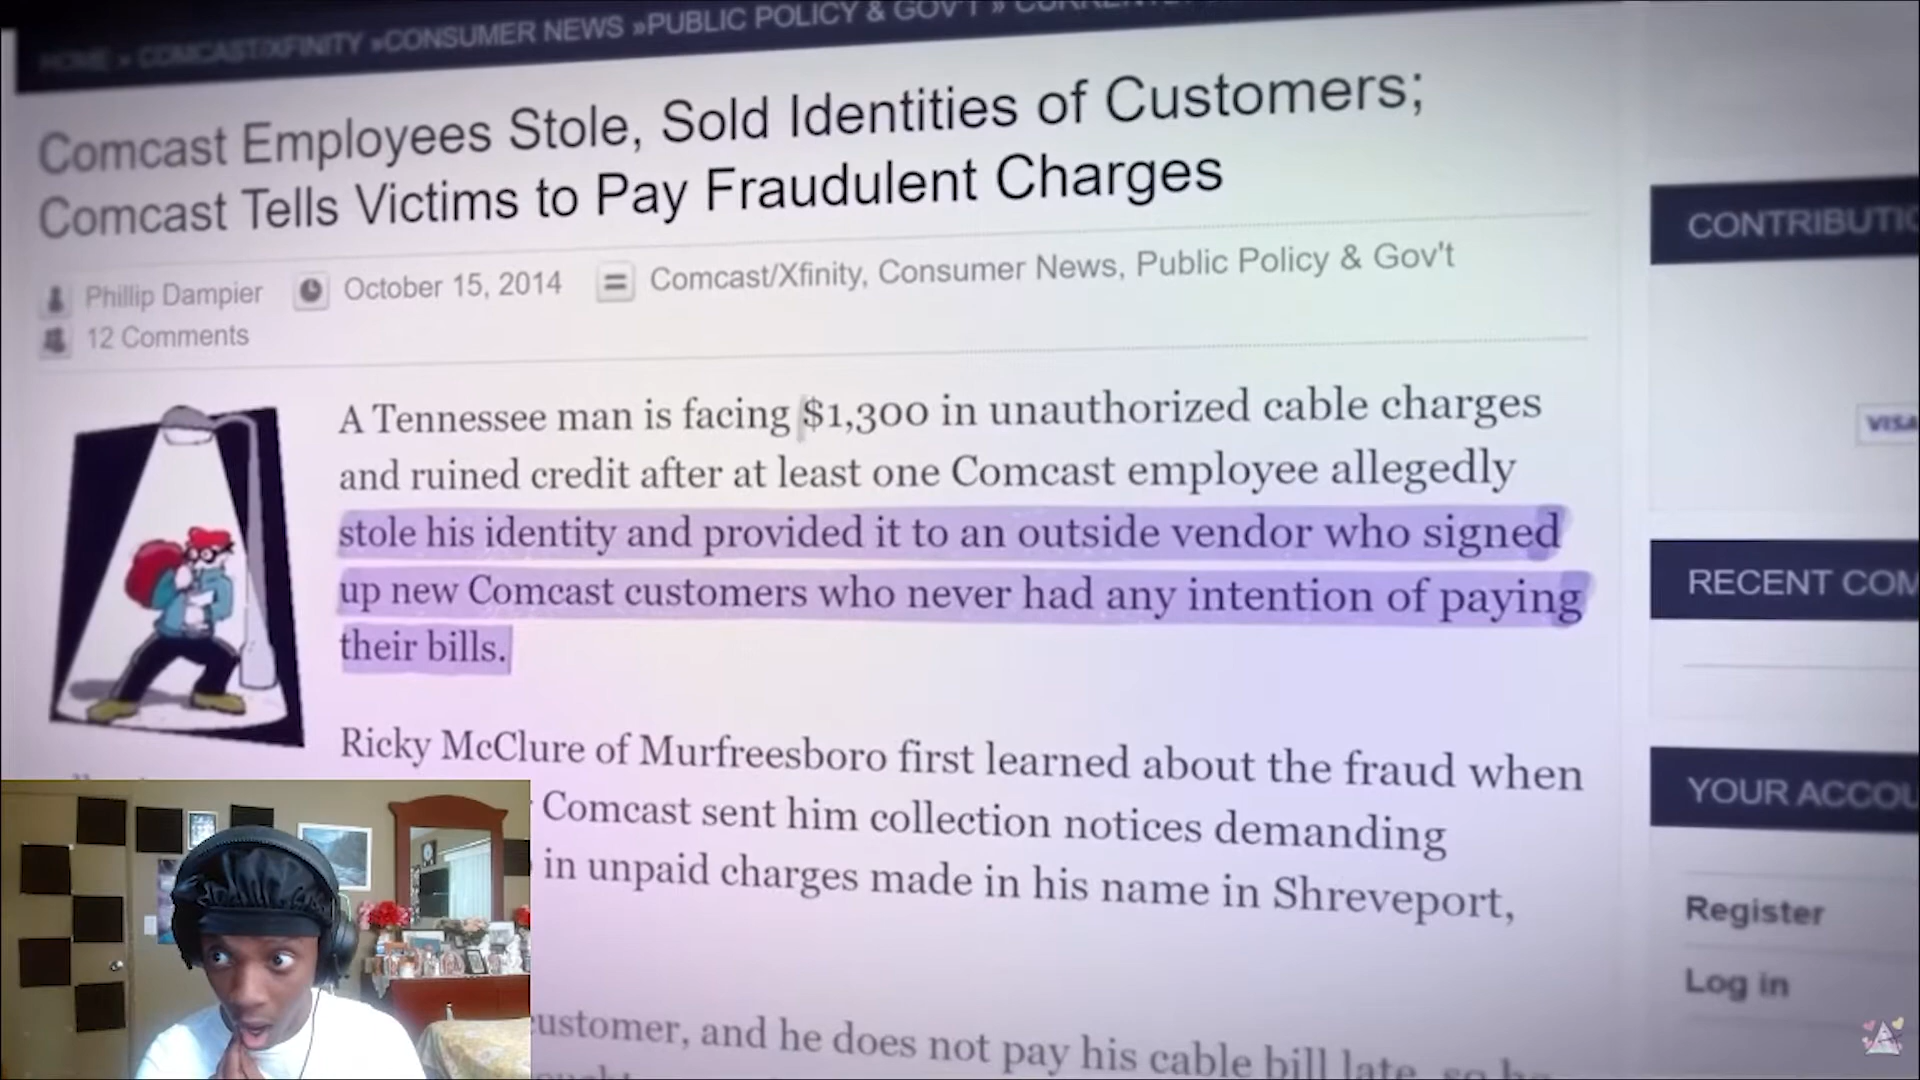 HOME » COMCAST/XFINITY »CONSUMER NEWS »PUBLIC POLICY & GOV'T »
Comcast Employees Stole, Sold Identities of Customers;
Comcast Tells Victims to Pay Fraudulent Charges
Phillip Dampier October 15, 2014 Comcast/Xfinity, Consumer News, Public Policy & Gov't
12 Comments
A Tennessee man is facing $1,300 in unauthorized cable charges
and ruined credit after at least one Comcast employee allegedly
stole his identity and provided it to an outside vendor who signed
up new Comcast customers who never had any intention of paying
their bills.
Ricky McClure of Murfreesboro first learned about the fraud when
Comcast sent him collection notices demanding
in unpaid charges made in his name in Shreveport,
customer, and he does not pay his cable bill late, so he
CONTRIBUTIO
VISA
RECENT COM
YOUR ACCOU
Register
Log in